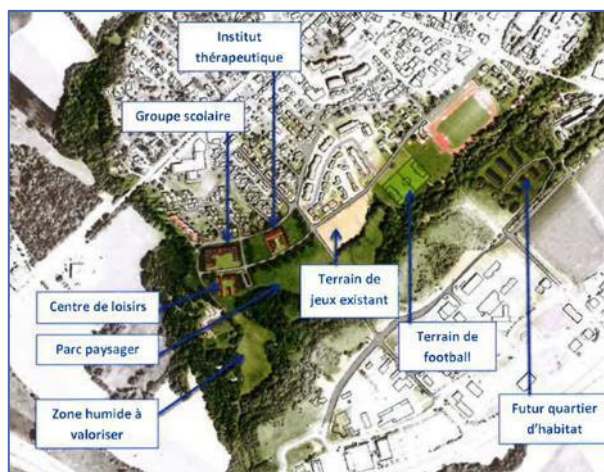 Institut
thérapeutique
Groupe scolaire
Centre de loisirs
Terrain de
jeux existant
Parc paysager
Terrain de
football
Zone humide à
valoriser
Futur quartier
d'habitat